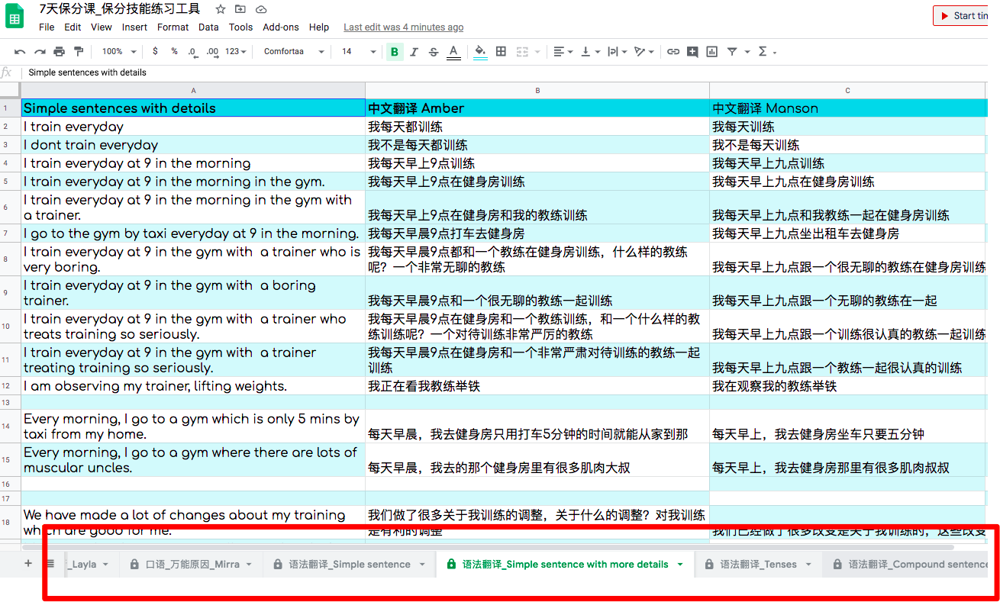 7天保分课_保分技能练习工具
File Edit View Insert Format Data Tools Add-ons Help Last edit was 4 minutes ago
Start tin
100% $ % .0 .00 123 Comfortaa 14 B I S A
fx Simple sentences with details
A B C
1 Simple sentences with details 中文翻译 Amber 中文翻译 Manson
2 I train everyday 我每天都训练 我每天训练
3 I dont train everyday 我不是每天都训练 我不是每天训练
4 I train everyday at 9 in the morning 我每天早上9点训练 我每天早上九点训练
5 I train everyday at 9 in the morning in the gym. 我每天早上9点在健身房训练 我每天早上九点在健身房训练
I train everyday at 9 in the morning in the gym with
6 a trainer. 我每天早上9点在健身房和我的教练训练 我每天早上九点和我教练一起在健身房训练
7 I go to the gym by taxi everyday at 9 in the morning. 我每天早晨9点打车去健身房 我每天早上九点坐出租车去健身房
I train everyday at 9 in the gym with a trainer who is 我每天早晨9点都和一个教练在健身房训练，什么样的教练
8 very boring. 呢？一个非常无聊的教练 我每天早上九点跟一个很无聊的教练在健身房训练
I train everyday at 9 in the gym with a boring
9 trainer. 我每天早晨9点和一个很无聊的教练一起训练 我每天早上九点跟一个无聊的教练在一起
I train everyday at 9 in the gym with a trainer who 我每天早晨9点在健身房和一个教练训练，和一个什么样的教
10 treats training so seriously. 练训练呢？一个对待训练非常严厉的教练 我每天早上九点跟一个训练很认真的教练一起训练
I train everyday at 9 in the gym with a trainer 我每天早晨9点在健身房和一个非常严肃对待训练的教练一起
11 treating training so seriously. 训练 我每天早上九点跟一个教练一起很认真的训练
12 I am observing my trainer, lifting weights. 我正在看我教练举铁 我在观察我的教练举铁
13
Every morning, I go to a gym which is only 5 mins by
14 taxi from my home. 每天早晨，我去健身房只用打车5分钟的时间就能从家到那 每天早上，我去健身房坐车只要五分钟
Every morning, I go to a gym where there are lots of
15 muscular uncles. 每天早晨，我去的那个健身房里有很多肌肉大叔 每天早上，我去健身房那里有很多肌肉叔叔
16
17
We have made a lot of changes about my training 我们做了很多关于我训练的调整，关于什么的调整？对我训练
18 which are good for me. 是有利的调整 我们已经做了很多改变是关于我训练的，这些改变
_Layla 口语_万能原因_Mirra 语法翻译_Simple sentence 语法翻译_Simple sentence with more details 语法翻译_Tenses 语法翻译_Compound sentence